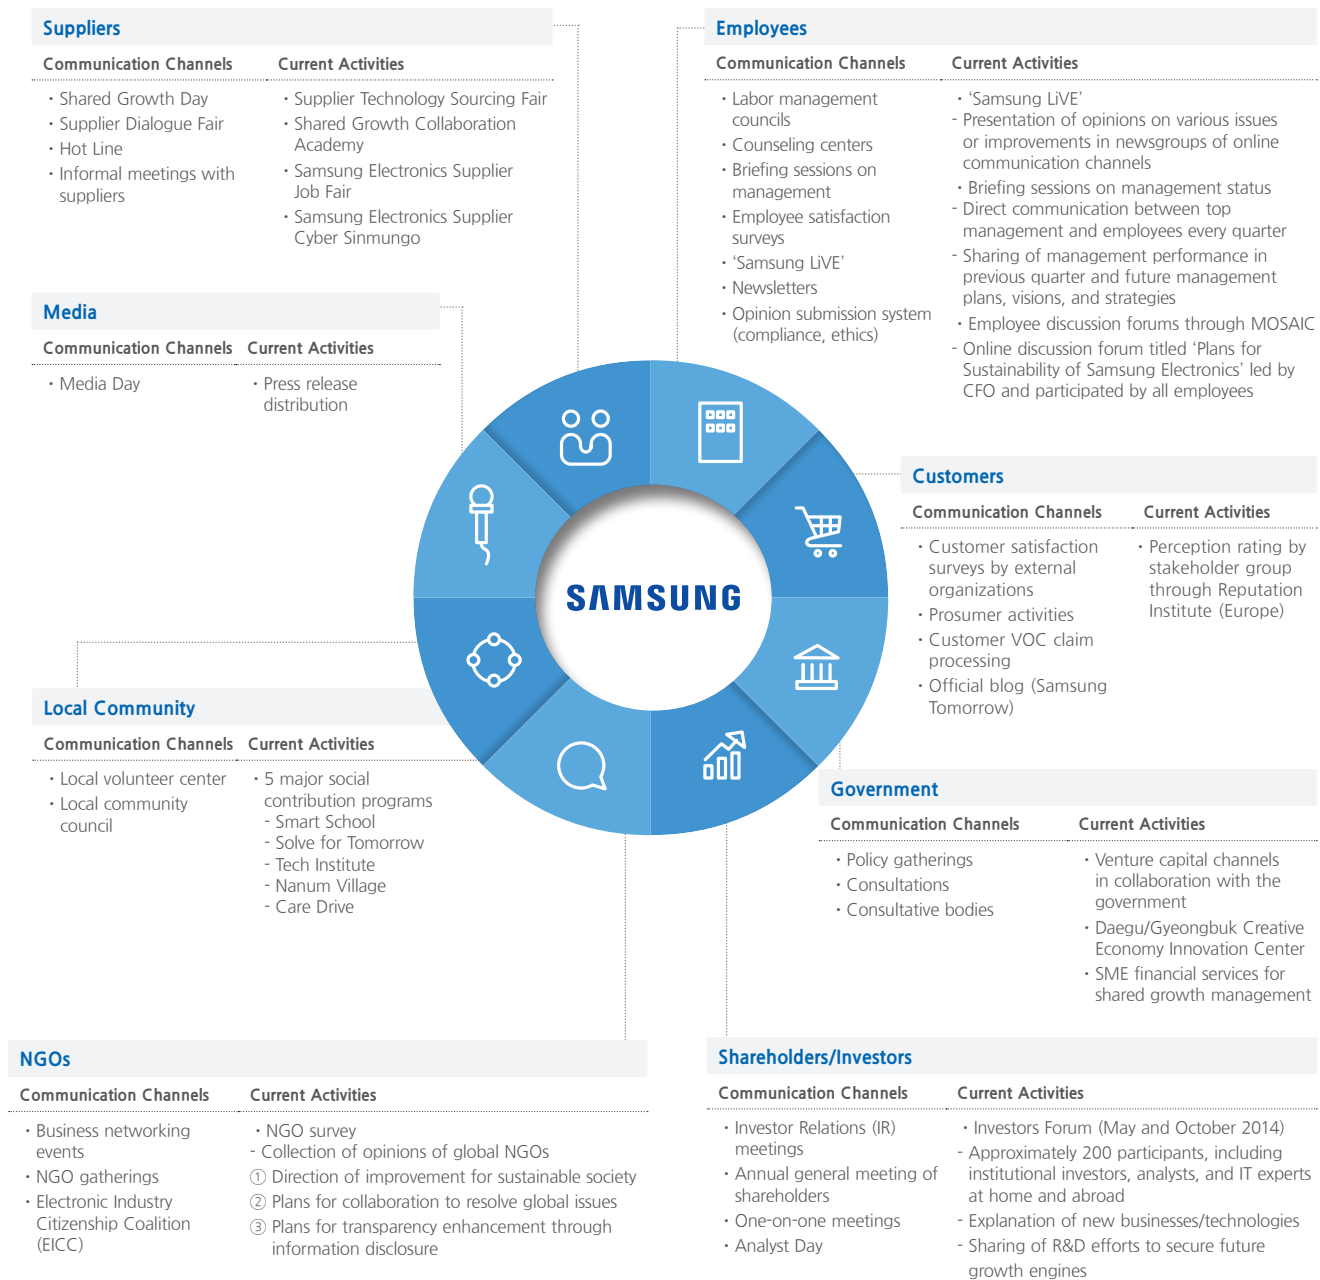 Suppliers
Communication Channels
Current Activities
・Shared Growth Day
・Supplier Dialogue Fair
・Hot Line
・Informal meetings with
suppliers
・Supplier Technology Sourcing Fair
・Shared Growth Collaboration
Academy
・Samsung Electronics Supplier
Job Fair
・Samsung Electronics Supplier
Cyber Sinmungo
Employees
Communication Channels
Current Activities
・Labor management
councils
・Counseling centers
・Briefing sessions on
management
・Employee satisfaction
surveys
・‘Samsung LiVE’
・Newsletters
・Opinion submission system
(compliance, ethics)
・‘Samsung LiVE’
- Presentation of opinions on various issues
or improvements in newsgroups of online
communication channels
・Briefing sessions on management status
- Direct communication between top
management and employees every quarter
- Sharing of management performance in
previous quarter and future management
plans, visions, and strategies
・Employee discussion forums through MOSAIC
- Online discussion forum titled ‘Plans for
Sustainability of Samsung Electronics’ led by
CFO and participated by all employees
Media
Communication Channels
Current Activities
・Media Day
・Press release
distribution
Customers
Communication Channels
Current Activities
・Customer satisfaction
surveys by external
organizations
・Prosumer activities
・Customer VOC claim
processing
・Official blog (Samsung
Tomorrow)
・Perception rating by
stakeholder group
through Reputation
Institute (Europe)
SAMSUNG
Local Community
Communication Channels
Current Activities
・Local volunteer center
・Local community
council
・5 major social
contribution programs
- Smart School
- Solve for Tomorrow
- Tech Institute
- Nanum Village
- Care Drive
Government
Communication Channels
Current Activities
・Policy gatherings
・Consultations
・Consultative bodies
・Venture capital channels
in collaboration with the
government
・Daegu/Gyeongbuk Creative
Economy Innovation Center
・SME financial services for
shared growth management
NGOs
Communication Channels
Current Activities
・Business networking
events
・NGO gatherings
・Electronic Industry
Citizenship Coalition
(EICC)
・NGO survey
- Collection of opinions of global NGOs
① Direction of improvement for sustainable society
② Plans for collaboration to resolve global issues
③ Plans for transparency enhancement through
information disclosure
Shareholders/Investors
Communication Channels
Current Activities
・Investor Relations (IR)
meetings
・Annual general meeting of
shareholders
・One-on-one meetings
・Analyst Day
・Investors Forum (May and October 2014)
- Approximately 200 participants, including
institutional investors, analysts, and IT experts
at home and abroad
- Explanation of new businesses/technologies
- Sharing of R&D efforts to secure future
growth engines